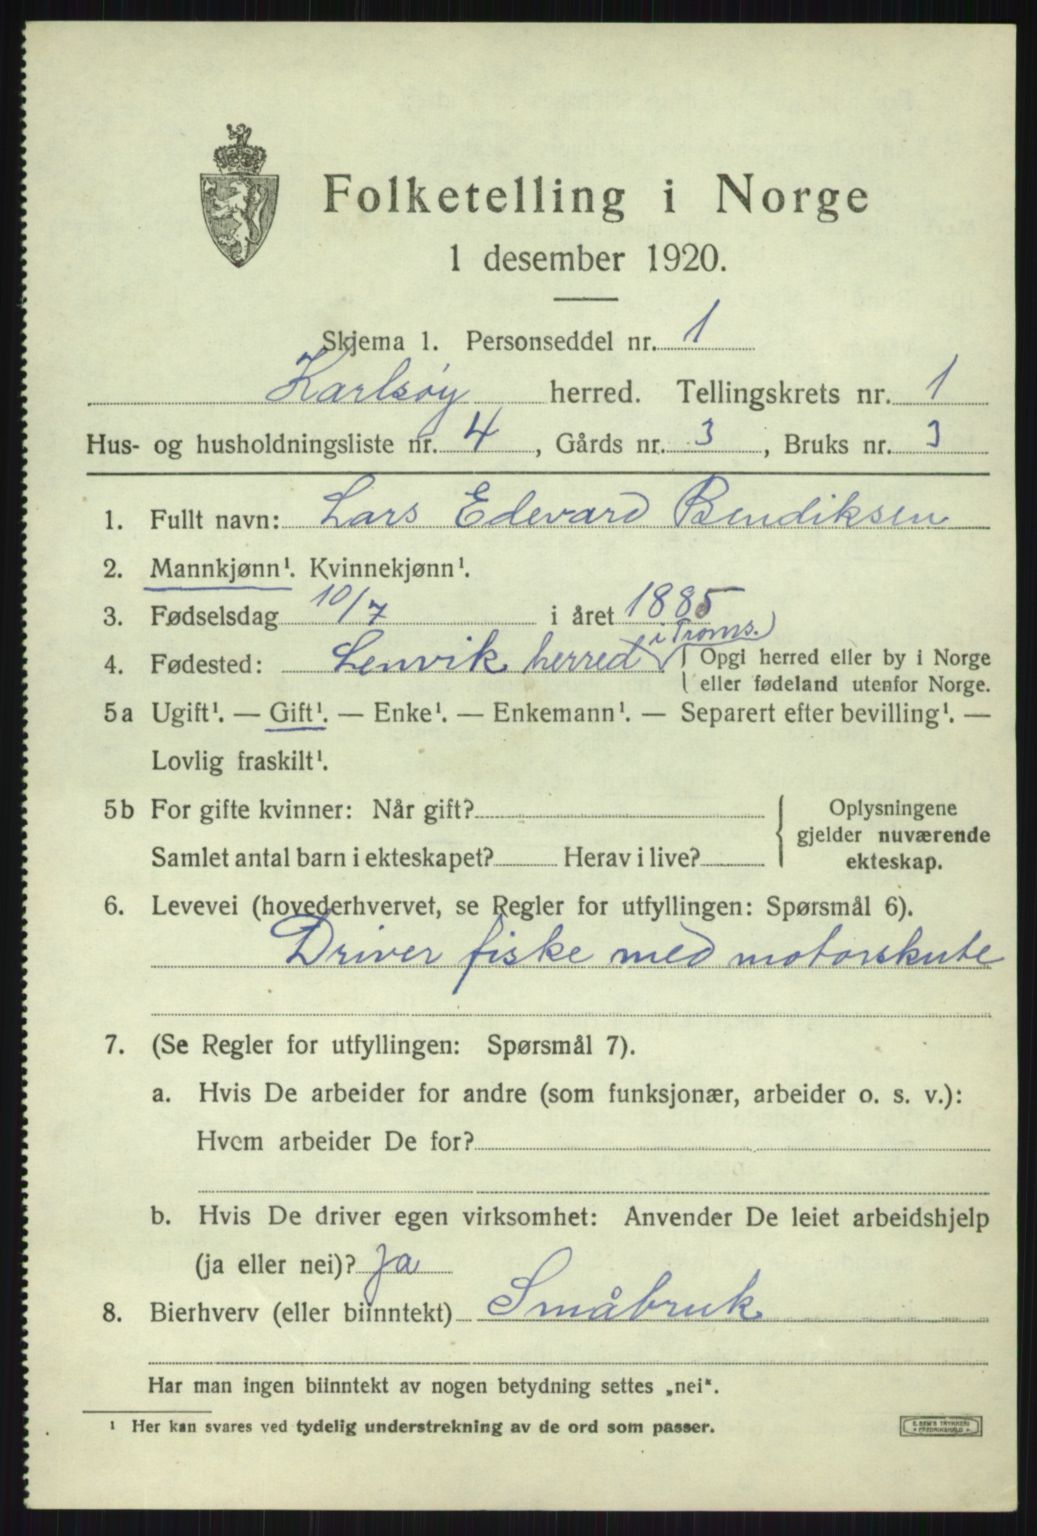 Folketelling i Norge
1 desember 1920.
Skjema 1. Personseddel nr. 1
Karlsøy herred. Tellingskrets nr. 1
Hus- og husholdningsliste nr. 4, Gårds nr. 3, Bruks nr. 3
1. Fullt navn: Lars Edevard Bendiksen
2. Mannkjønn¹. Kvinnekjønn¹.
3. Fødselsdag 10/7 i året 1885
4. Fødested: Lenvik herred i Troms.
Opgi herred eller by i Norge
eller fødeland utenfor Norge.
5a Ugift¹. — Gift¹. — Enke¹. — Enkemann¹. — Separert efter bevilling¹. —
Lovlig fraskilt¹.
5b For gifte kvinner: Når gift?
Samlet antal barn i ekteskapet? Herav i live?
Oplysningene
gjelder nuværende
ekteskap.
6. Levevei (hovederhvervet, se Regler for utfyllingen: Spørsmål 6).
Driver fiske med motorskute
7. (Se Regler for utfyllingen: Spørsmål 7).
a. Hvis De arbeider for andre (som funksjonær, arbeider o. s. v.):
Hvem arbeider De for?
b. Hvis De driver egen virksomhet: Anvender De leiet arbeidshjelp
(ja eller nei)? Ja
8. Bierhverv (eller biinntekt) Småbruk
Har man ingen biinntekt av nogen betydning settes „nei".
¹ Her kan svares ved tydelig understrekning av de ord som passer.